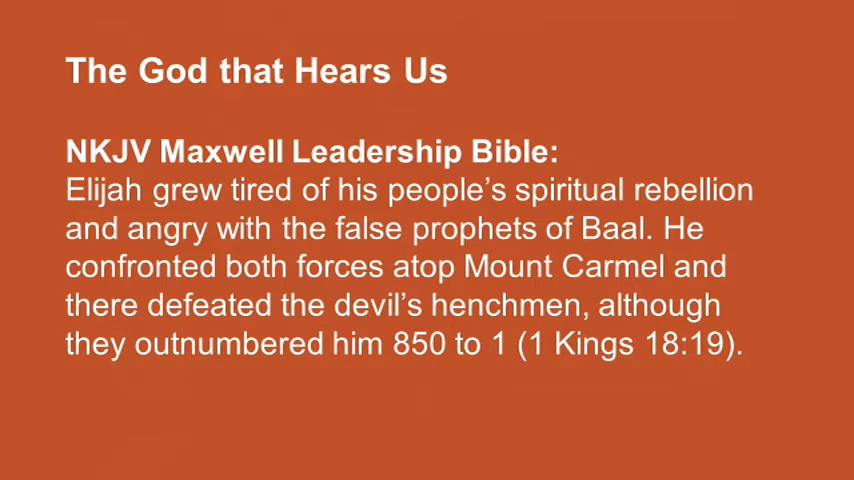 The God that Hears Us
NKJV Maxwell Leadership Bible:
Elijah grew tired of his people’s spiritual rebellion
and angry with the false prophets of Baal. He
confronted both forces atop Mount Carmel and
there defeated the devil’s henchmen, although
they outnumbered him 850 to 1 (1 Kings 18:19).